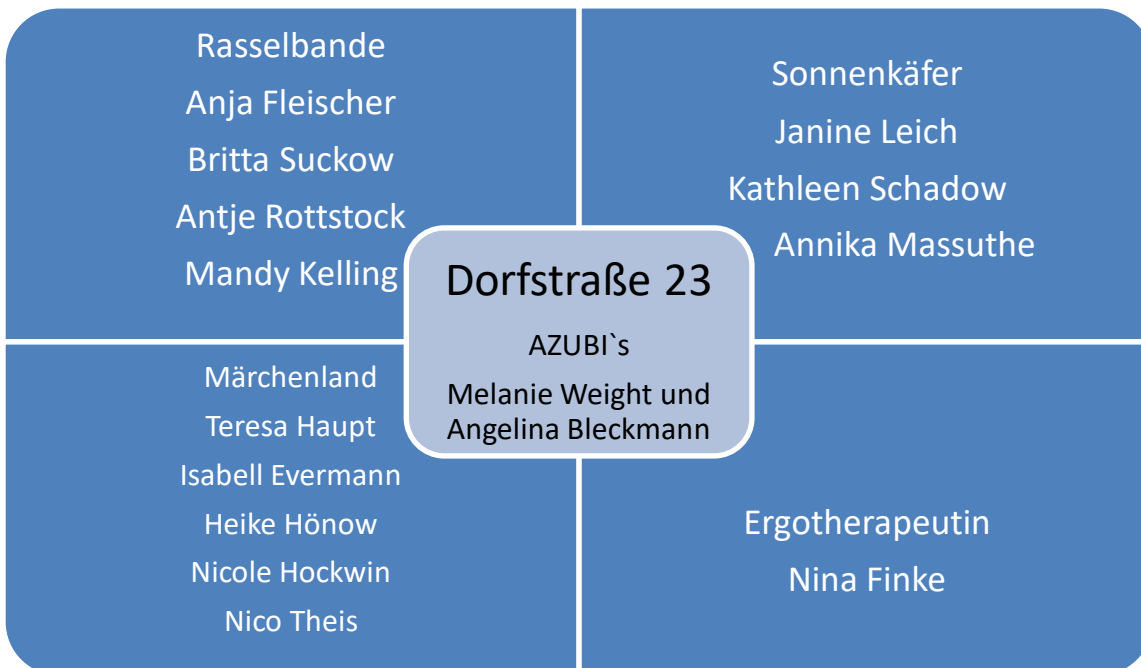 Rasselbande
Anja Fleischer
Britta Suckow
Antje Rottstock
Mandy Kelling
Sonnenkäfer
Janine Leich
Kathleen Schadow
Annika Massuthe
Dorfstraße 23
AZUBI`s
Melanie Weight und
Angelina Bleckmann
Märchenland
Teresa Haupt
Isabell Evermann
Heike Hönow
Nicole Hockwin
Nico Theis
Ergotherapeutin
Nina Finke